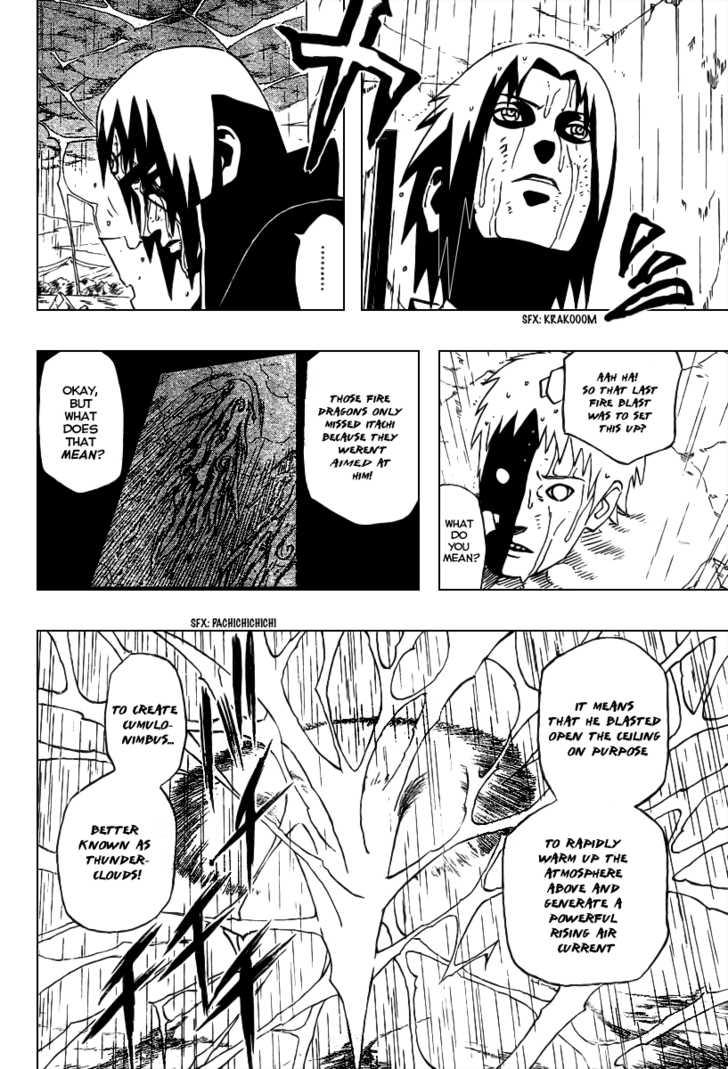 .........
SFX: KRAKOOOM
AAH HA!
SO THAT LAST
FIRE BLAST
WAS TO SET
THIS UP?
WHAT
DO
YOU
MEAN?
THOSE FIRE
DRAGONS ONLY
MISSED ITACHI
BECAUSE THEY
WERENT
AIMED AT
HIM!
OKAY,
BUT
WHAT
DOES
THAT
MEAN?
SFX: PACHICHICHICHI
IT MEANS
THAT HE BLASTED
OPEN THE CEILING
ON PURPOSE
TO RAPIDLY
WARM UP THE
ATMOSPHERE
ABOVE AND
GENERATE A
POWERFUL
RISING AIR
CURRENT
TO CREATE
CUMULO-
NIMBUS...
BETTER
KNOWN AS
THUNDER-
CLOUDS!